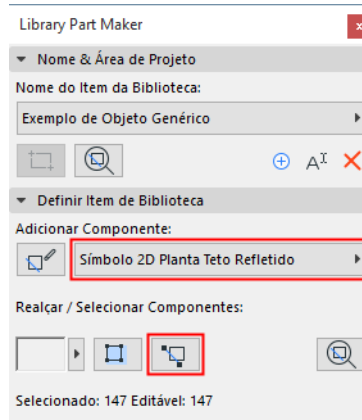 Library Part Maker
Nome & Área de Projeto
Nome do Item da Biblioteca:
Exemplo de Objeto Genérico
Definir Item de Biblioteca
Adicionar Componente:
Símbolo 2D Planta Teto Refletido
Realçar / Selecionar Componentes:
Selecionado: 147 Editável: 147